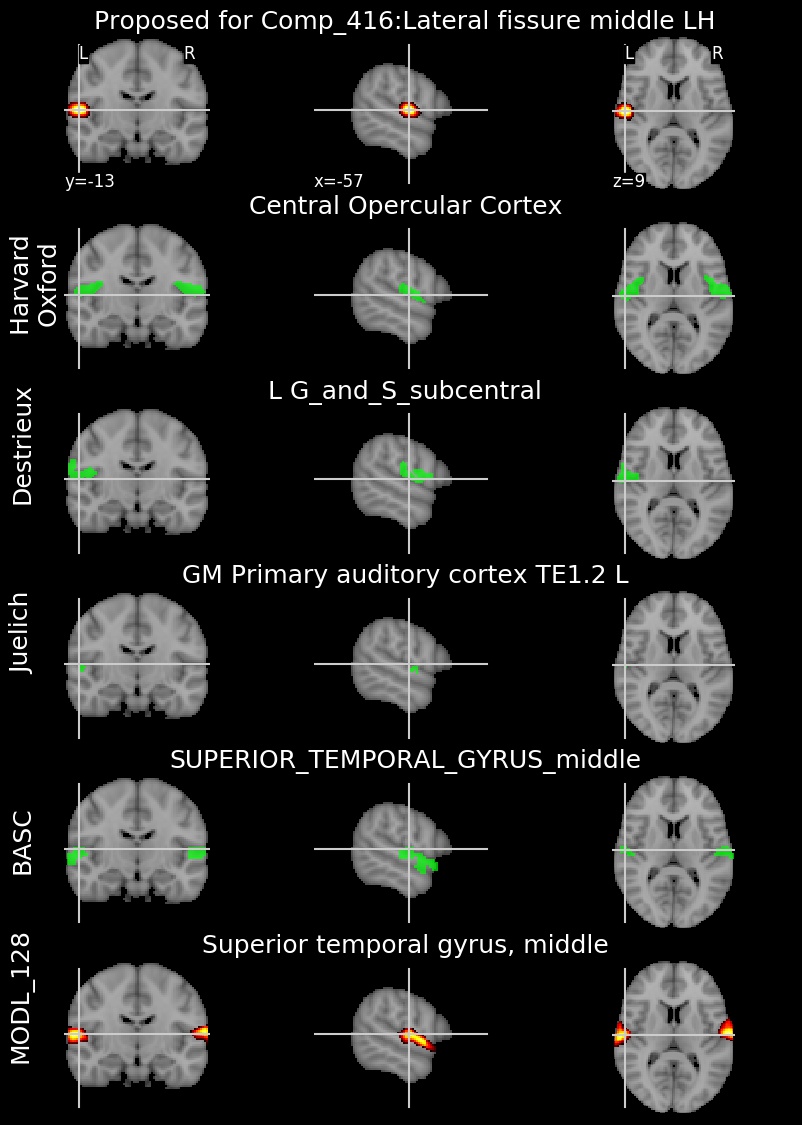 Proposed for Comp_416:Lateral fissure middle LH
L R L R
y=-13 x=-57 z=9
Central Opercular Cortex
Harvard
Oxford
L G_and_S_subcentral
Destrieux
GM Primary auditory cortex TE1.2 L
Juelich
SUPERIOR_TEMPORAL_GYRUS_middle
BASC
Superior temporal gyrus, middle
MODL_128